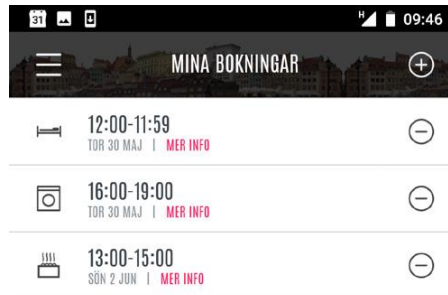 31 H 09:46
MINA BOKNINGAR
12:00-11:59
TOR 30 MAJ | MER INFO
16:00-19:00
TOR 30 MAJ | MER INFO
13:00-15:00
SÖN 2 JUN | MER INFO